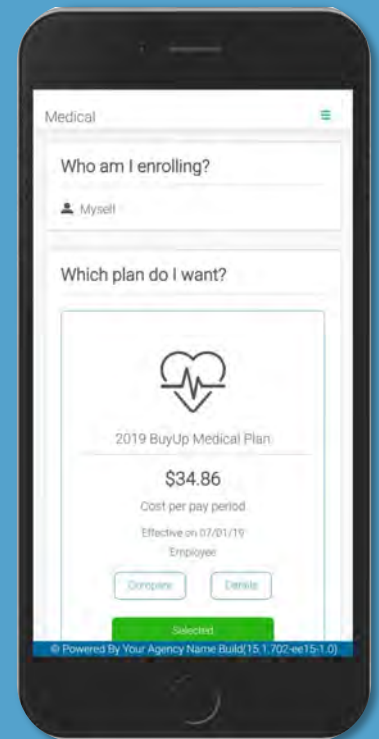 Medical
Who am I enrolling?
Myself
Which plan do I want?
2019 BuyUp Medical Plan
$34.86
Cost per pay period
Effective on 07/01/19
Employee
Compare Details
Selected
© Powered By Your Agency Name Build(15.1.702-ee15-1.0)